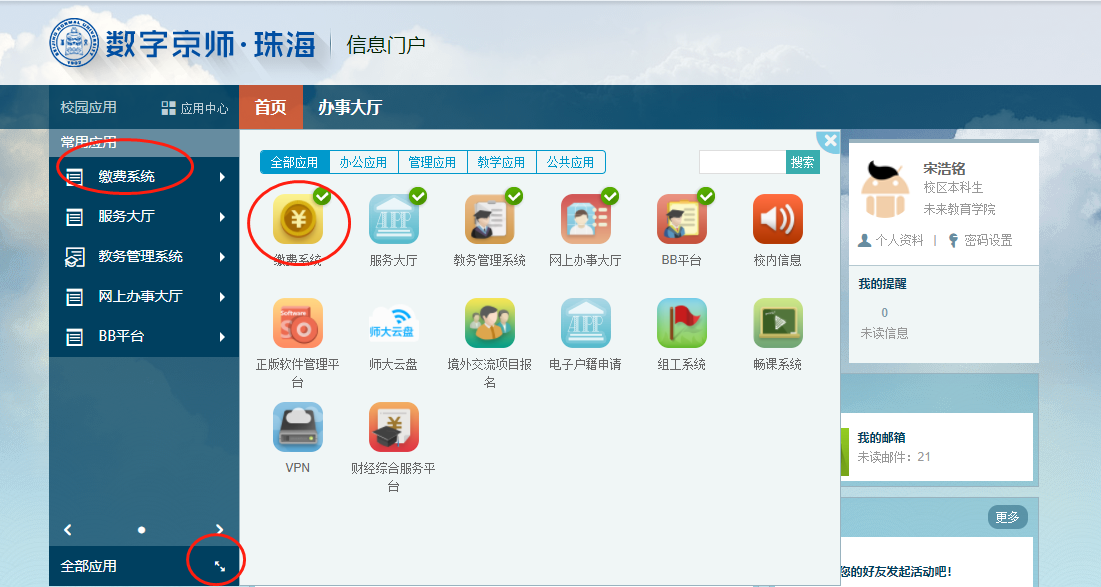 数字京师·珠海 信息门户
校园应用 应用中心 首页 办事大厅
常用应用
缴费系统
服务大厅
教务管理系统
网上办事大厅
BB平台
全部应用
全部应用 办公应用 管理应用 教学应用 公共应用 搜索
缴费系统 服务大厅 教务管理系统 网上办事大厅 BB平台 校内信息
正版软件管理平台 师大云盘 境外交流项目报名 电子户籍申请 组工系统 畅课系统
VPN 财经综合服务平台
APP
Software
师大云盘
APP
宋浩铭
校区本科生
未来教育学院
个人资料 | 密码设置
我的提醒
0
未读信息
我的邮箱
未读邮件：21
更多
您的好友发起活动吧!